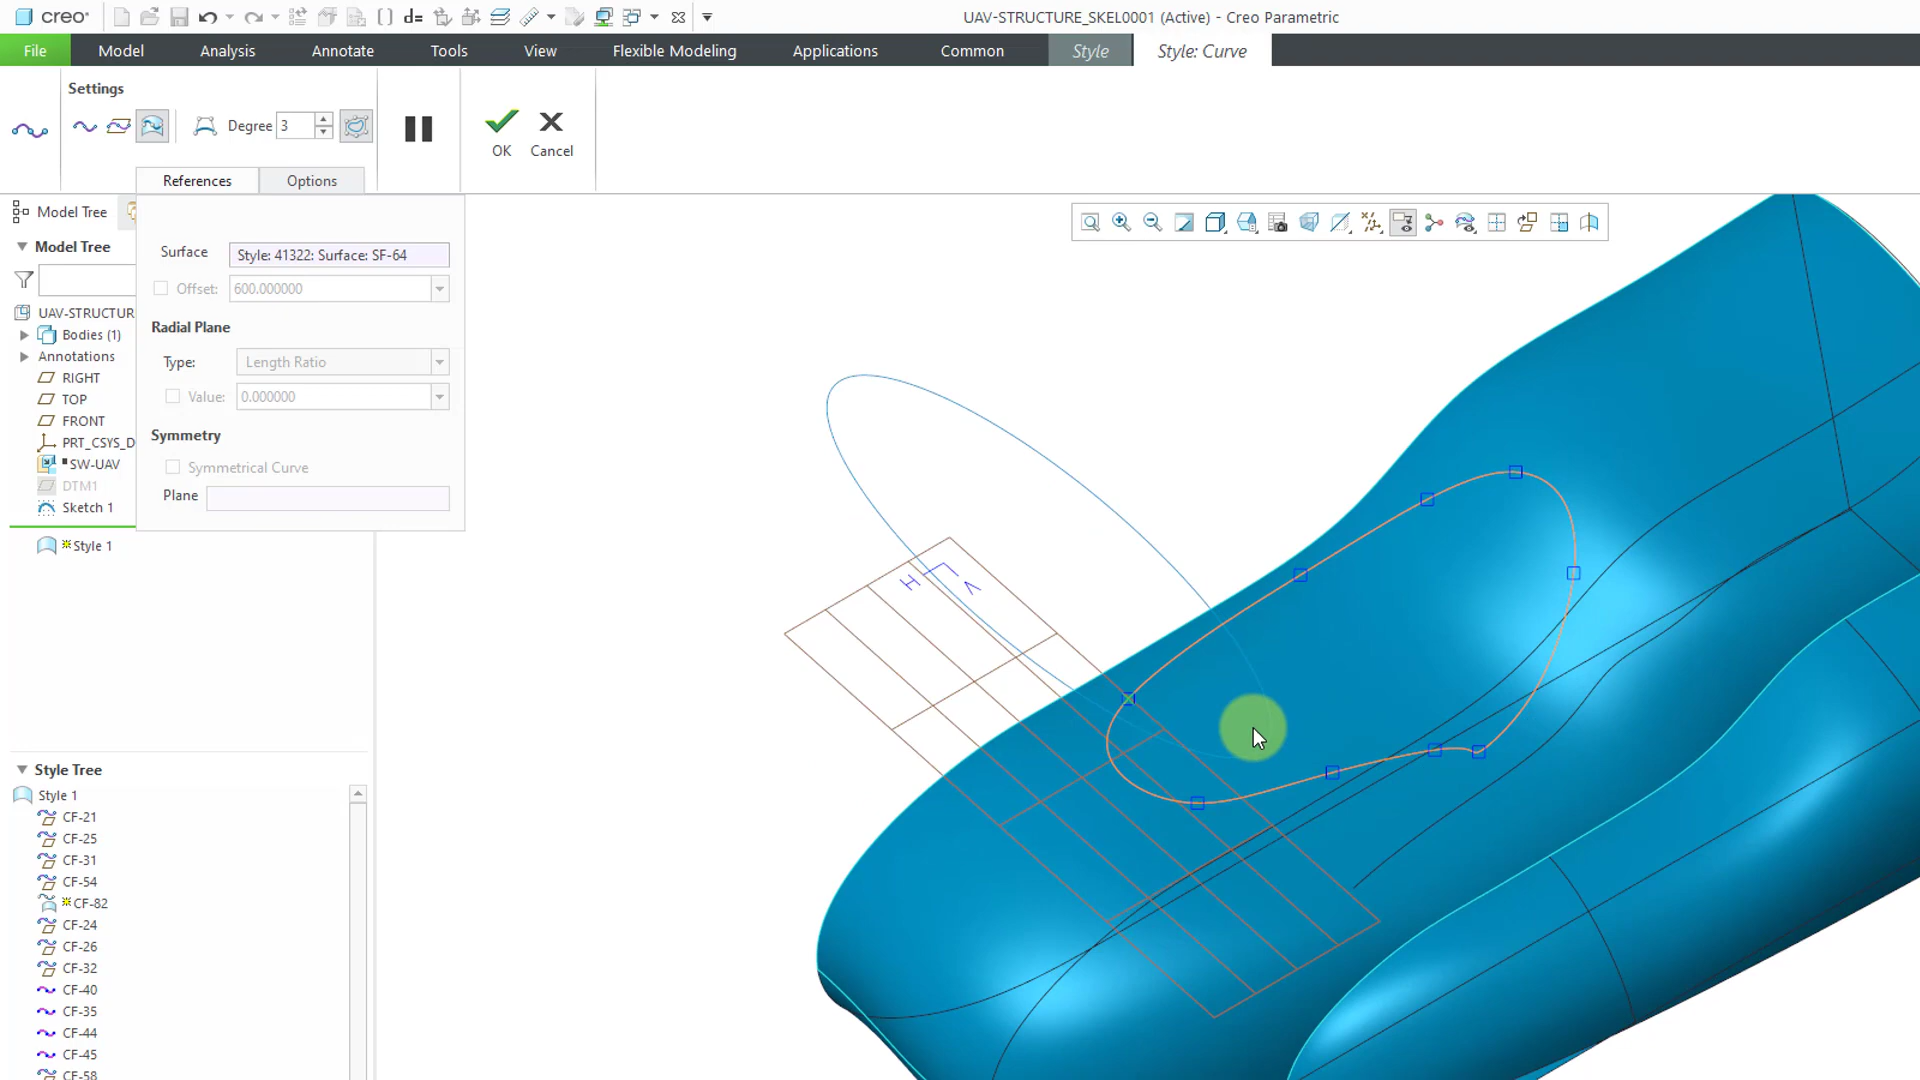 creo
d=
UAV-STRUCTURE_SKEL0001 (Active) - Creo Parametric
File
Model
Analysis
Annotate
Tools
View
Flexible Modeling
Applications
Common
Style
Style: Curve
Settings
Degree 3
OK
Cancel
References
Options
Model Tree
Model Tree
Surface
Style: 41322: Surface: SF-64
Offset:
600.000000
Radial Plane
Type:
Length Ratio
Value:
0.000000
Symmetry
Symmetrical Curve
Plane
UAV-STRUCTUR
Bodies (1)
Annotations
RIGHT
TOP
FRONT
PRT_CSYS_D
SW-UAV
DTM1
Sketch 1
Style 1
Style Tree
Style 1
CF-21
CF-25
CF-31
CF-54
CF-82
CF-24
CF-26
CF-32
CF-40
CF-35
CF-44
CF-45
CF-58
H
V